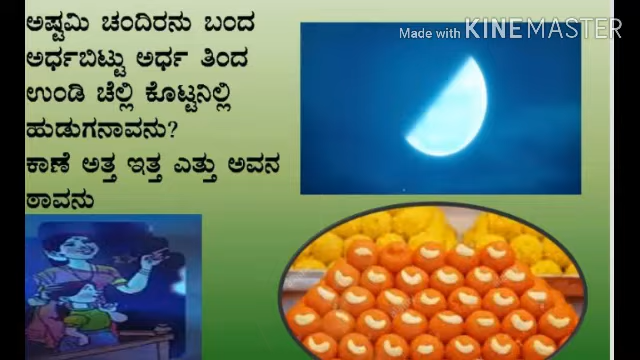 ಅಷ್ಟಮಿ ಚಂದಿರನು ಬಂದ
ಅರ್ಧಬಿಟ್ಟು ಅರ್ಧ ತಿಂದ
ಉಂಡಿ ಚೆಲ್ಲಿ ಕೊಟ್ಟನಿಲ್ಲಿ
ಹುಡುಗನಾವನು?
ಕಾಣೆ ಅತ್ತ ಇತ್ತ ಎತ್ತು ಅವನ
ಠಾವನು
Made with KINEMASTER